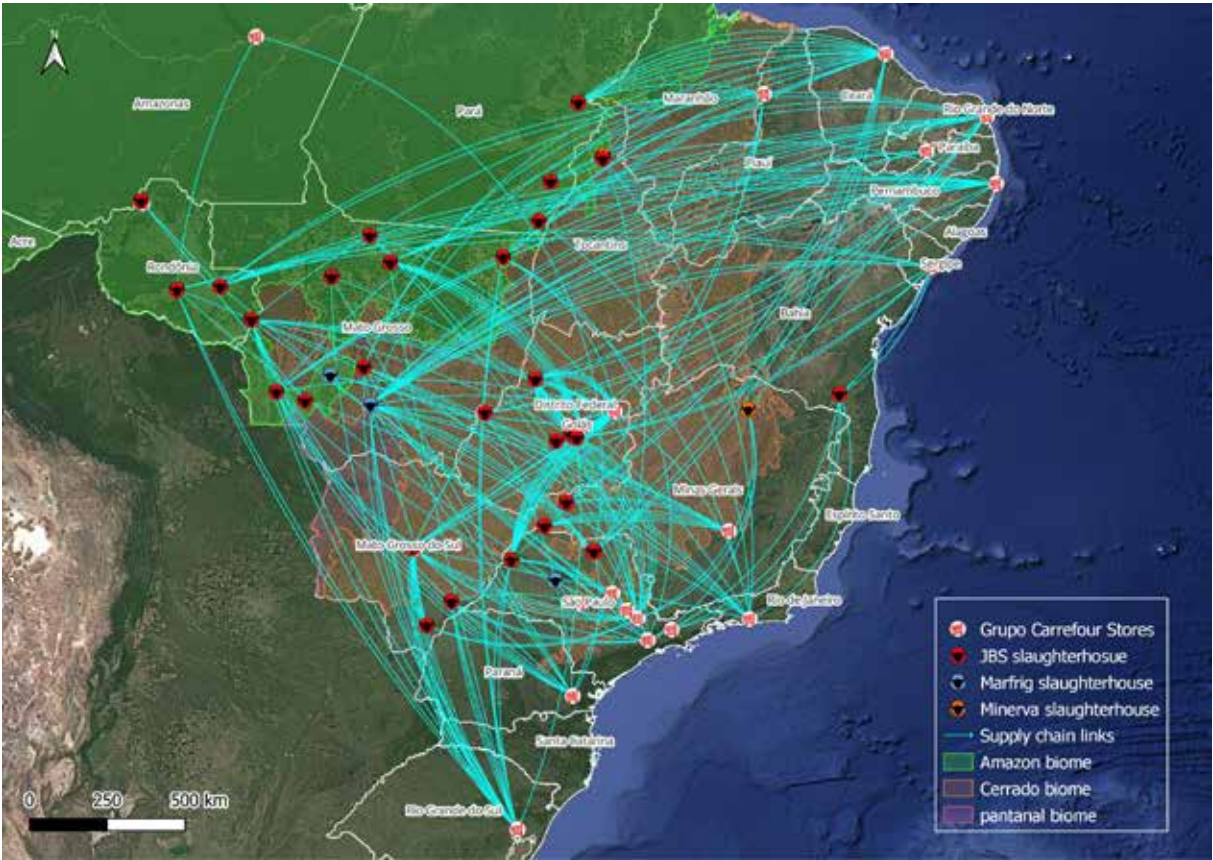 N
Amazonas
Pará
Maranhão
Ceará
Rio Grande do Norte
Paraíba
Piauí
Pernambuco
Alagoas
Acre
Rondônia
Tocantins
Sergipe
Mato Grosso
Bahia
Distrito Federal
Goiás
Minas Gerais
Espírito Santo
Mato Grosso do Sul
São Paulo
Rio de Janeiro
Paraná
Santa Catarina
Rio Grande do Sul
0 250 500 km
Grupo Carrefour Stores
JBS slaughterhosue
Marfrig slaughterhouse
Minerva slaughterhouse
Supply chain links
Amazon biome
Cerrado biome
pantanal biome